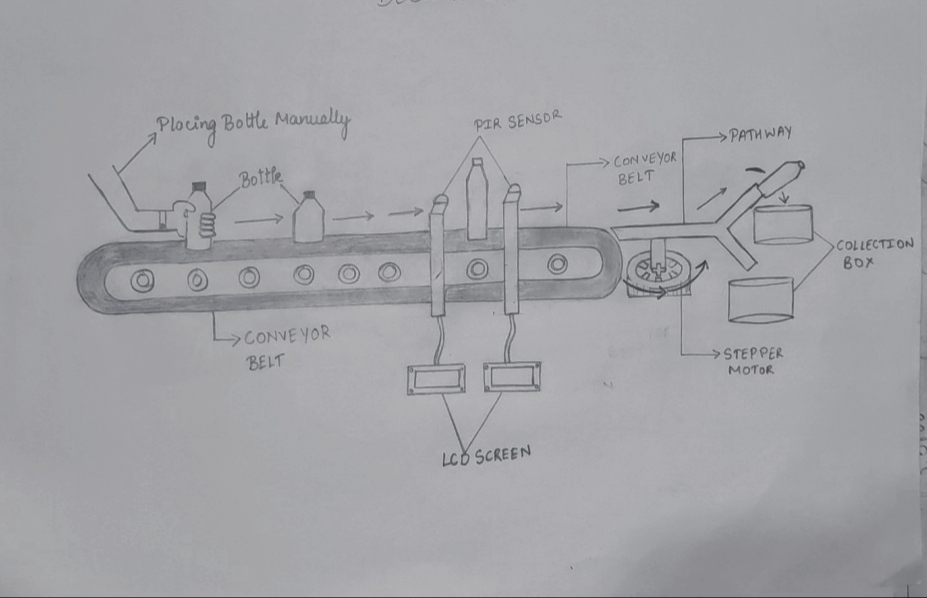 Placing Bottle Manually
PIR SENSOR
PATHWAY
CONVEYOR
BELT
Bottle
COLLECTION
BOX
CONVEYOR
BELT
STEPPER
MOTOR
LCD SCREEN